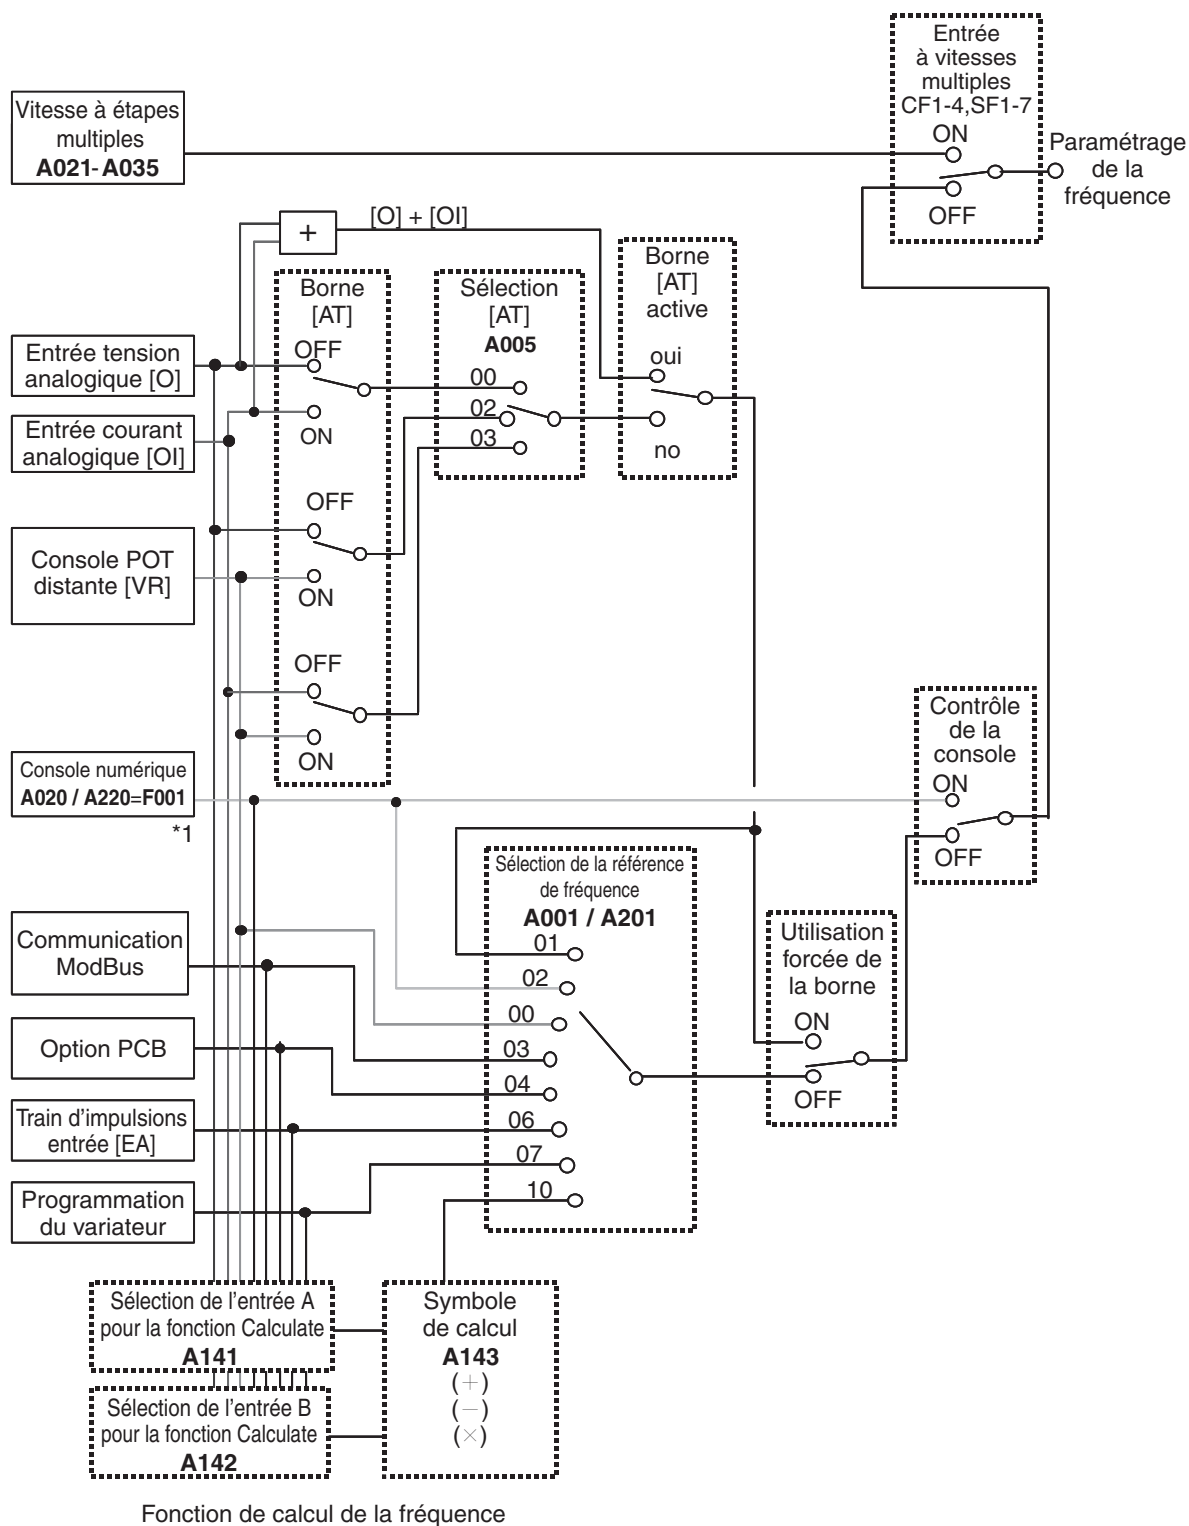 Entrée
à vitesses
multiples
CF1-4,SF1-7
ON
OFF
Paramétrage
de la
fréquence
Vitesse à étapes
multiples
A021-A035
+
[O] + [OI]
Borne
[AT]
OFF
ON
OFF
ON
OFF
ON
Sélection
[AT]
A005
00
02
03
Borne
[AT]
active
oui
no
Entrée tension
analogique [O]
Entrée courant
analogique [OI]
Console POT
distante [VR]
Console numérique
A020 / A220=F001
*1
Contrôle
de la
console
ON
OFF
Sélection de la référence
de fréquence
A001 / A201
01
02
00
03
04
06
07
10
Utilisation
forcée de
la borne
ON
OFF
Communication
ModBus
Option PCB
Train d'impulsions
entrée [EA]
Programmation
du variateur
Sélection de l'entrée A
pour la fonction Calculate
A141
Sélection de l'entrée B
pour la fonction Calculate
A142
Symbole
de calcul
A143
(+)
(−)
(×)
Fonction de calcul de la fréquence